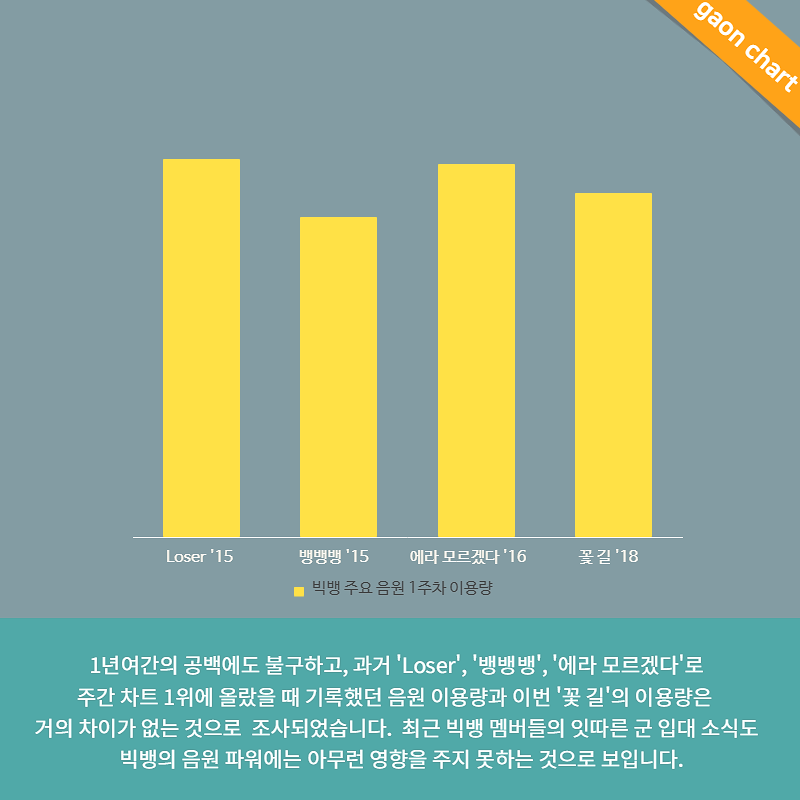 gaon chart
Loser '15
뱅뱅뱅 '15
에라 모르겠다 '16
꽃 길 '18
빅뱅 주요 음원 1주차 이용량
1년여간의 공백에도 불구하고, 과거 'Loser', '뱅뱅뱅', '에라 모르겠다'로
주간 차트 1위에 올랐을 때 기록했던 음원 이용량과 이번 '꽃 길'의 이용량은
거의 차이가 없는 것으로  조사되었습니다.  최근 빅뱅 멤버들의 잇따른 군 입대 소식도
빅뱅의 음원 파워에는 아무런 영향을 주지 못하는 것으로 보입니다.